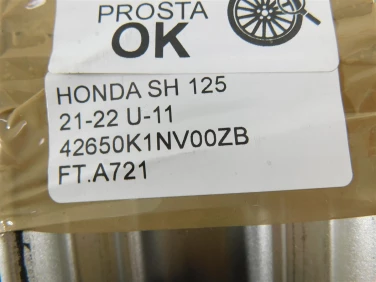 PROSTA
OK
HONDA SH 125
21-22 U-11
42650K1NV00ZB
FT.A721